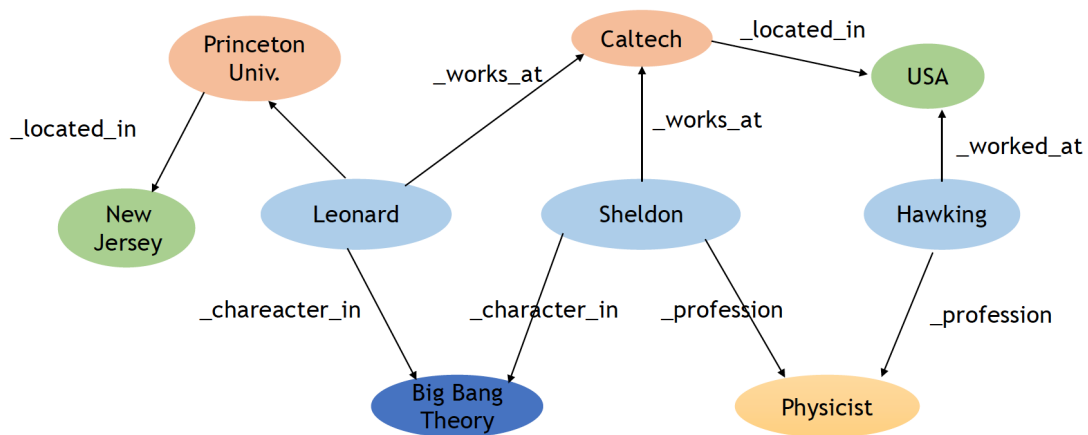 Princeton
Univ.
Caltech
_located_in
USA
_works_at
_located_in
_works_at
_worked_at
New
Jersey
Leonard
Sheldon
Hawking
_chareacter_in
_character_in
_profession
_profession
Big Bang
Theory
Physicist